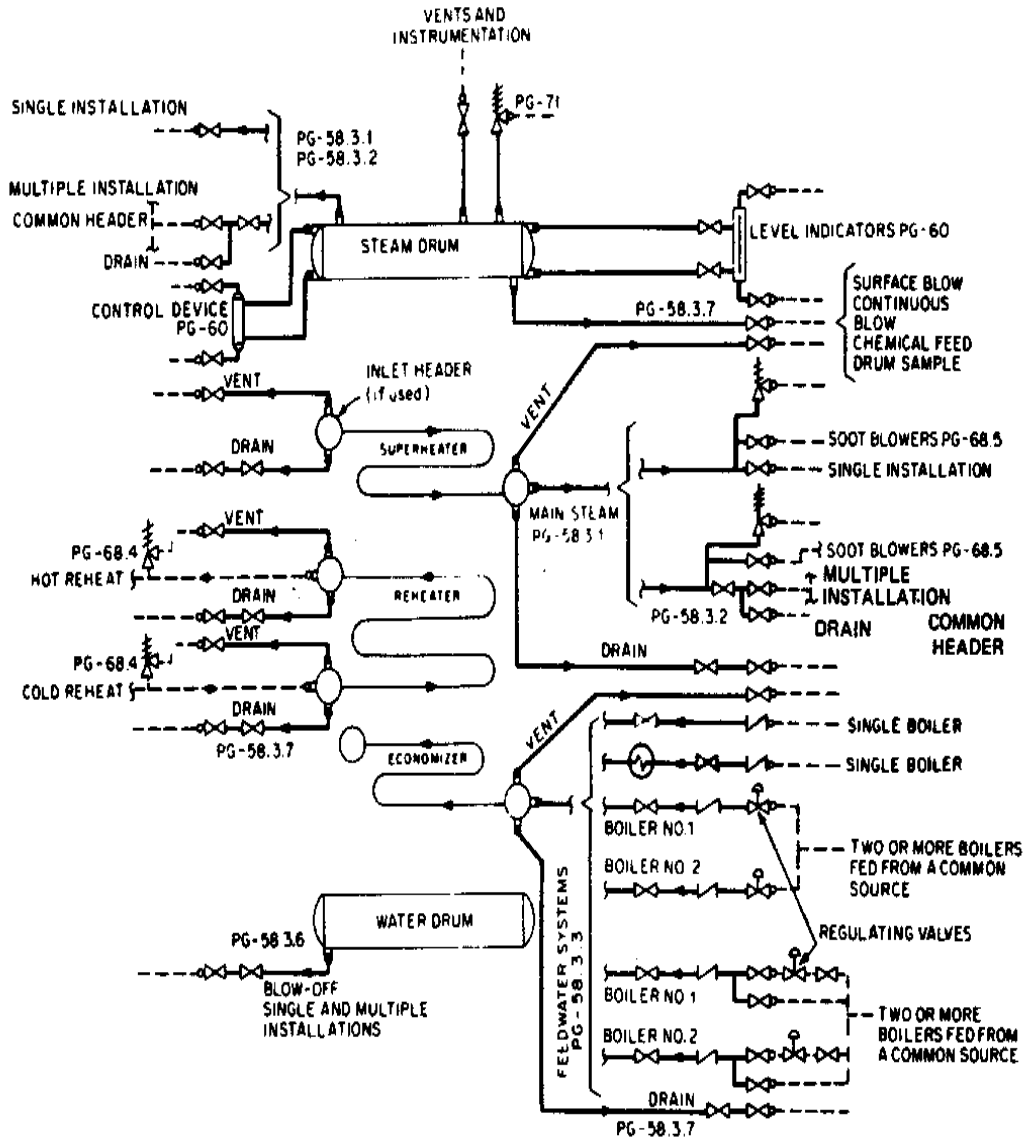 VENTS AND
INSTRUMENTATION
SINGLE INSTALLATION
PG-58.3.1
PG-58.3.2
PG-71
MULTIPLE INSTALLATION
COMMON HEADER
DRAIN
STEAM DRUM
LEVEL INDICATORS PG-60
CONTROL DEVICE
PG-60
PG-58.3.7
SURFACE BLOW
CONTINUOUS
BLOW
CHEMICAL FEED
DRUM SAMPLE
VENT
INLET HEADER
(if used)
VENT
DRAIN
SUPERHEATER
SOOT BLOWERS PG-68.5
SINGLE INSTALLATION
MAIN STEAM
PG-58.3.1
VENT
PG-68.4
HOT REHEAT
DRAIN
REHEATER
SOOT BLOWERS PG-68.5
MULTIPLE
INSTALLATION
PG-58.3.2
DRAIN
COMMON
HEADER
VENT
PG-68.4
COLD REHEAT
DRAIN
PG-58.3.7
DRAIN
VENT
ECONOMIZER
SINGLE BOILER
SINGLE BOILER
BOILER NO.1
BOILER NO. 2
TWO OR MORE BOILERS
FED FROM A COMMON
SOURCE
REGULATING VALVES
WATER DRUM
PG-58 3.6
BLOW-OFF
SINGLE AND MULTIPLE
INSTALLATIONS
FEEDWATER SYSTEMS
PG-58.3.3
BOILER NO 1
BOILER NO.2
TWO OR MORE
BOILERS FED FROM
A COMMON SOURCE
DRAIN
PG-58.3.7